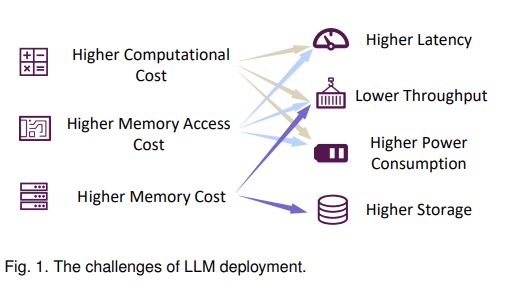 Higher Computational
Cost
Higher Memory Access
Cost
Higher Memory Cost
Higher Latency
Lower Throughput
Higher Power
Consumption
Higher Storage
Fig. 1. The challenges of LLM deployment.